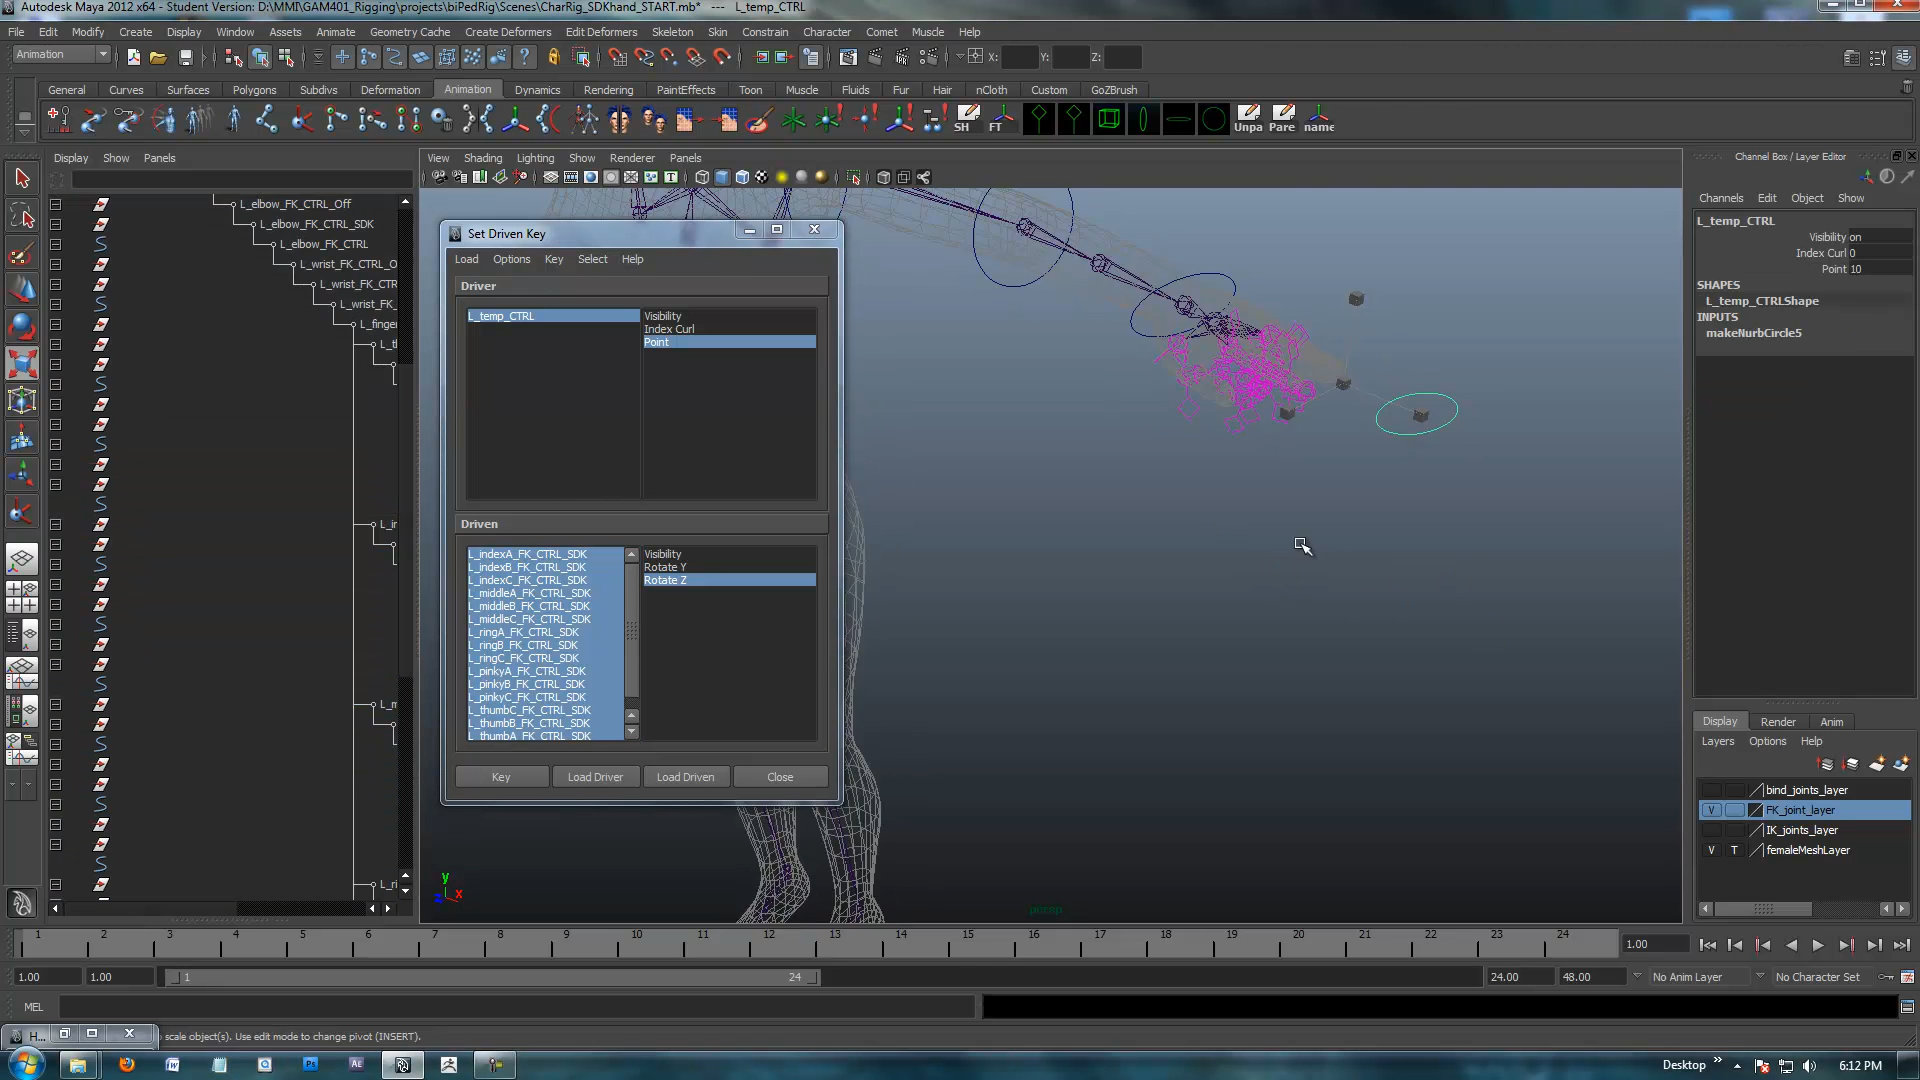 Autodesk Maya 2012 x64 - Student Version: D:\MMI\GAM401_Rigging\projects\biPedRig\Scenes\CharRig_SDKhand_START.mb* --- L_temp_CTRL
File Edit Modify Create Display Window Assets Animate Geometry Cache Create Deformers Edit Deformers Skeleton Skin Constrain Character Comet Muscle Help
Animation X: Y: Z:
General Curves Surfaces Polygons Subdivs Deformation Animation Dynamics Rendering PaintEffects Toon Muscle Fluids Fur Hair nCloth Custom GoZBrush
SH FT Unpa Pare name
Display Show Panels
View Shading Lighting Show Renderer Panels
Channel Box / Layer Editor
Channels Edit Object Show
L_temp_CTRL
Visibility on
Index Curl 0
Point 10
SHAPES
L_temp_CTRLShape
INPUTS
makeNurbCircle5
L_elbow_FK_CTRL_Off
L_elbow_FK_CTRL_SDK
L_elbow_FK_CTRL
L_wrist_FK_CTRL_O
L_wrist_FK_CTR
L_wrist_FK_
L_finger
L_t
L_ir
L_m
L_ri
Set Driven Key
Load Options Key Select Help
Driver
L_temp_CTRL
Visibility
Index Curl
Point
Driven
L_indexA_FK_CTRL_SDK
L_indexB_FK_CTRL_SDK
L_indexC_FK_CTRL_SDK
L_middleA_FK_CTRL_SDK
L_middleB_FK_CTRL_SDK
L_middleC_FK_CTRL_SDK
L_ringA_FK_CTRL_SDK
L_ringB_FK_CTRL_SDK
L_ringC_FK_CTRL_SDK
L_pinkyA_FK_CTRL_SDK
L_pinkyB_FK_CTRL_SDK
L_pinkyC_FK_CTRL_SDK
L_thumbC_FK_CTRL_SDK
L_thumbB_FK_CTRL_SDK
L_thumbA_FK_CTRL_SDK
Visibility
Rotate Y
Rotate Z
Key Load Driver Load Driven Close
y
z x
persp
Display Render Anim
Layers Options Help
bind_joints_layer
V FK_joint_layer
IK_joints_layer
V T femaleMeshLayer
1 2 3 4 5 6 7 8 9 10 11 12 13 14 15 16 17 18 19 20 21 22 23 24 1.00
1.00 1.00 1 24 24.00 48.00 No Anim Layer No Character Set
MEL
H... scale object(s). Use edit mode to change pivot (INSERT).
Desktop 6:12 PM